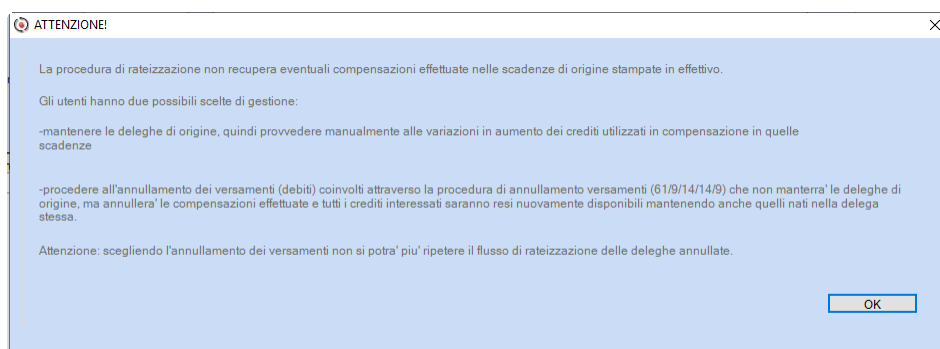 ATTENZIONE!
La procedura di rateizzazione non recupera eventuali compensazioni effettuate nelle scadenze di origine stampate in effettivo.
Gli utenti hanno due possibili scelte di gestione:
-mantenere le deleghe di origine, quindi provvedere manualmente alle variazioni in aumento dei crediti utilizzati in compensazione in quelle
scadenze
-procedere all'annullamento dei versamenti (debiti) coinvolti attraverso la procedura di annullamento versamenti (61/9/14/14/9) che non manterra' le deleghe di
origine, ma annullera' le compensazioni effettuate e tutti i crediti interessati saranno resi nuovamente disponibili mantenendo anche quelli nati nella delega
stessa.
Attenzione: scegliendo l'annullamento dei versamenti non si potra' piu' ripetere il flusso di rateizzazione delle deleghe annullate.
OK